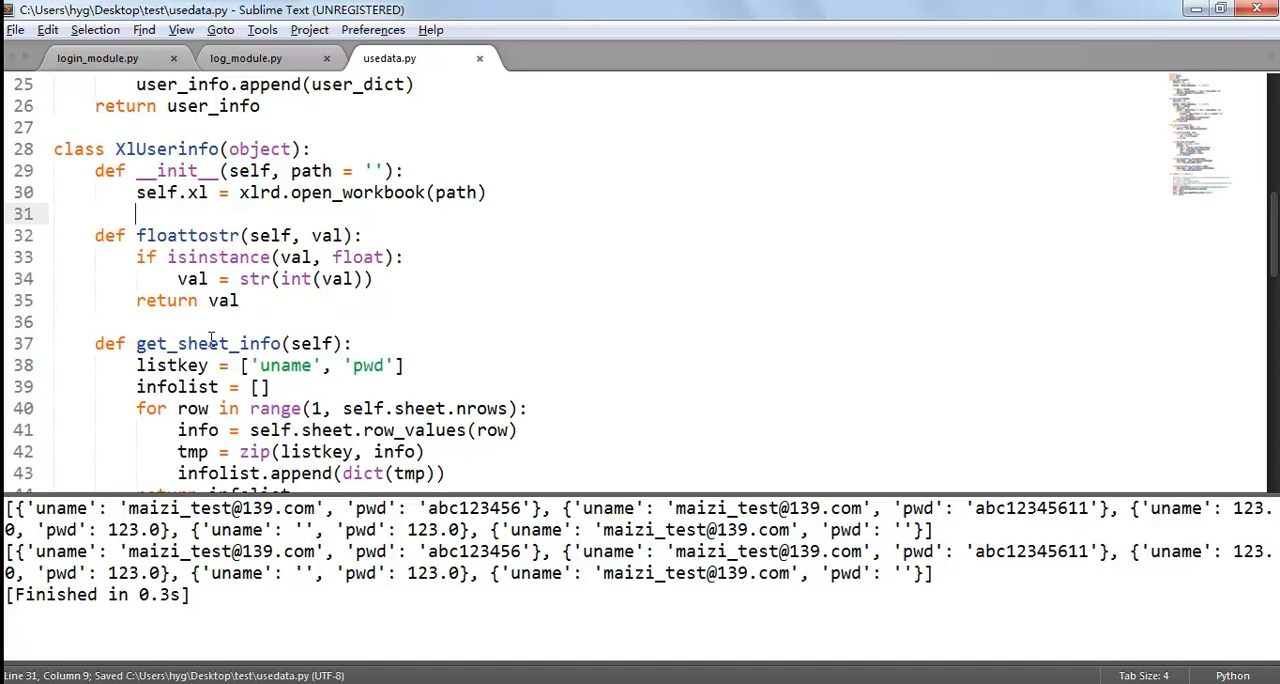 C:\Users\hyg\Desktop\test\usedata.py - Sublime Text (UNREGISTERED)
File Edit Selection Find View Goto Tools Project Preferences Help
login_module.py log_module.py usedata.py
25 user_info.append(user_dict)
26 return user_info
27
28 class XlUserinfo(object):
29 def __init__(self, path = ''):
30 self.xl = xlrd.open_workbook(path)
31
32 def floattostr(self, val):
33 if isinstance(val, float):
34 val = str(int(val))
35 return val
36
37 def get_sheet_info(self):
38 listkey = ['uname', 'pwd']
39 infolist = []
40 for row in range(1, self.sheet.nrows):
41 info = self.sheet.row_values(row)
42 tmp = zip(listkey, info)
43 infolist.append(dict(tmp))
44 return infolist
[{'uname': 'maizi_test@139.com', 'pwd': 'abc123456'}, {'uname': 'maizi_test@139.com', 'pwd': 'abc12345611'}, {'uname': 123.
0, 'pwd': 123.0}, {'uname': '', 'pwd': 123.0}, {'uname': 'maizi_test@139.com', 'pwd': ''}]
[{'uname': 'maizi_test@139.com', 'pwd': 'abc123456'}, {'uname': 'maizi_test@139.com', 'pwd': 'abc12345611'}, {'uname': 123.
0, 'pwd': 123.0}, {'uname': '', 'pwd': 123.0}, {'uname': 'maizi_test@139.com', 'pwd': ''}]
[Finished in 0.3s]
Line 31, Column 9; Saved C:\Users\hyg\Desktop\test\usedata.py (UTF-8) Tab Size: 4 Python